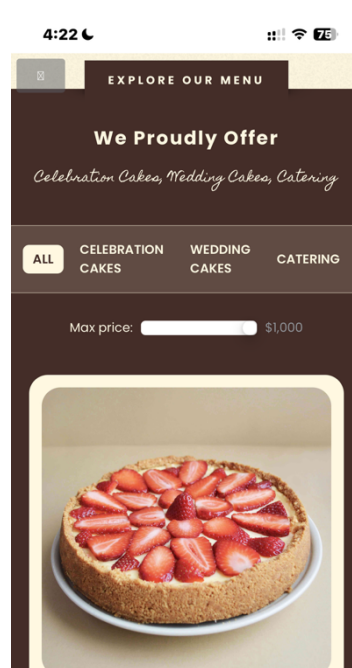 4:22
75
EXPLORE OUR MENU
We Proudly Offer
Celebration Cakes, Wedding Cakes, Catering
ALL
CELEBRATION
CAKES
WEDDING
CAKES
CATERING
Max price:
$1,000